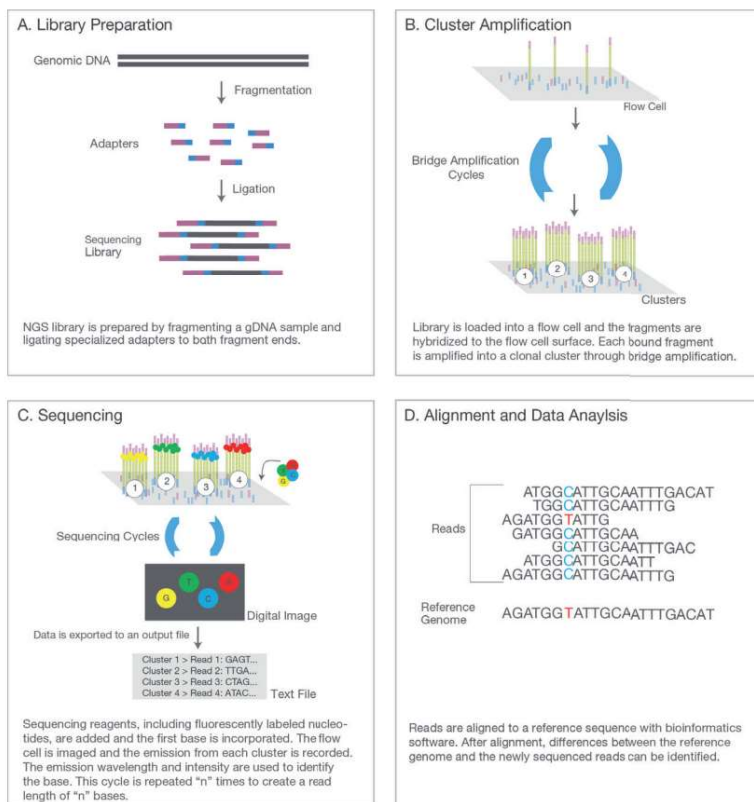 A. Library Preparation
Genomic DNA
Fragmentation
Adapters
Ligation
Sequencing
Library
NGS library is prepared by fragmenting a gDNA sample and
ligating specialized adapters to both fragment ends.
B. Cluster Amplification
Flow Cell
Bridge Amplification
Cycles
1
2
3
4
Clusters
Library is loaded into a flow cell and the fragments are
hybridized to the flow cell surface. Each bound fragment
is amplified into a clonal cluster through bridge amplification.
C. Sequencing
1
2
3
4
T
C
G
Sequencing Cycles
T
G
C
Digital Image
Data is exported to an output file
Cluster 1 > Read 1: GAGT...
Cluster 2 > Read 2: TTGA...
Cluster 3 > Read 3: CTAG...
Cluster 4 > Read 4: ATAC...
Text File
Sequencing reagents, including fluorescently labeled nucleo-
tides, are added and the first base is incorporated. The flow
cell is imaged and the emission from each cluster is recorded.
The emission wavelength and intensity are used to identify
the base. This cycle is repeated “n” times to create a read
length of “n” bases.
D. Alignment and Data Anaylsis
ATGGCATTGCAATTTGACAT
TGGCATTGCAATTTG
AGATGGTATTG
Reads
GATGGCATTGCAA
GCATTGCAATTTGAC
ATGGCATTGCAATT
AGATGGCATTGCAATTTG
Reference
Genome
AGATGGTATTGCAATTTGACAT
Reads are aligned to a reference sequence with bioinformatics
software. After alignment, differences between the reference
genome and the newly sequenced reads can be identified.